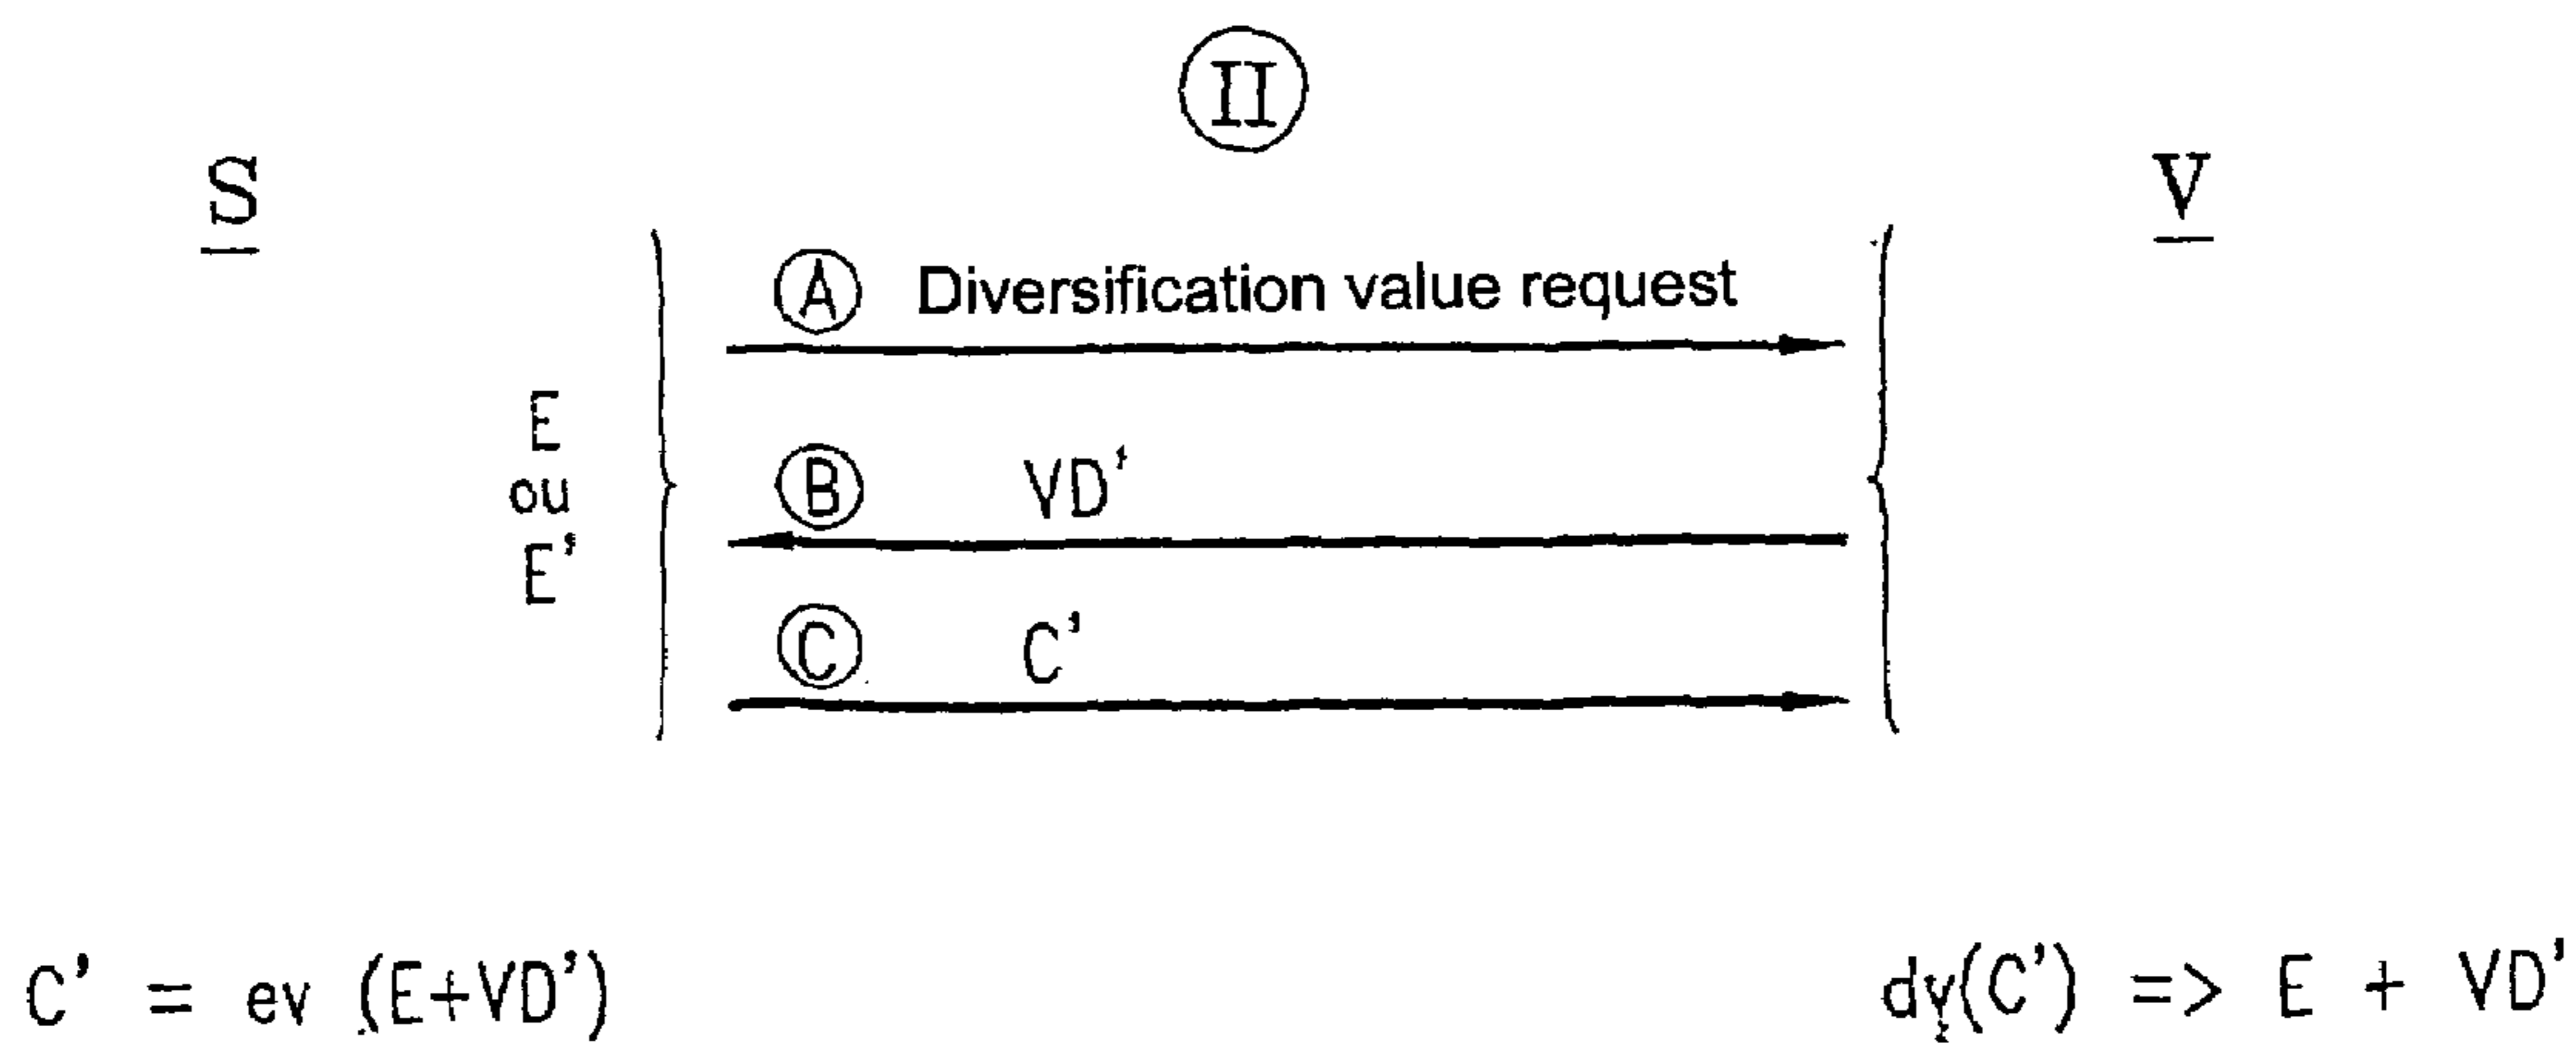 II
S
V
A Diversification value request
E
ou
E'
B VD'
C C'
C' = ev (E+VD')
dv(C') => E + VD'